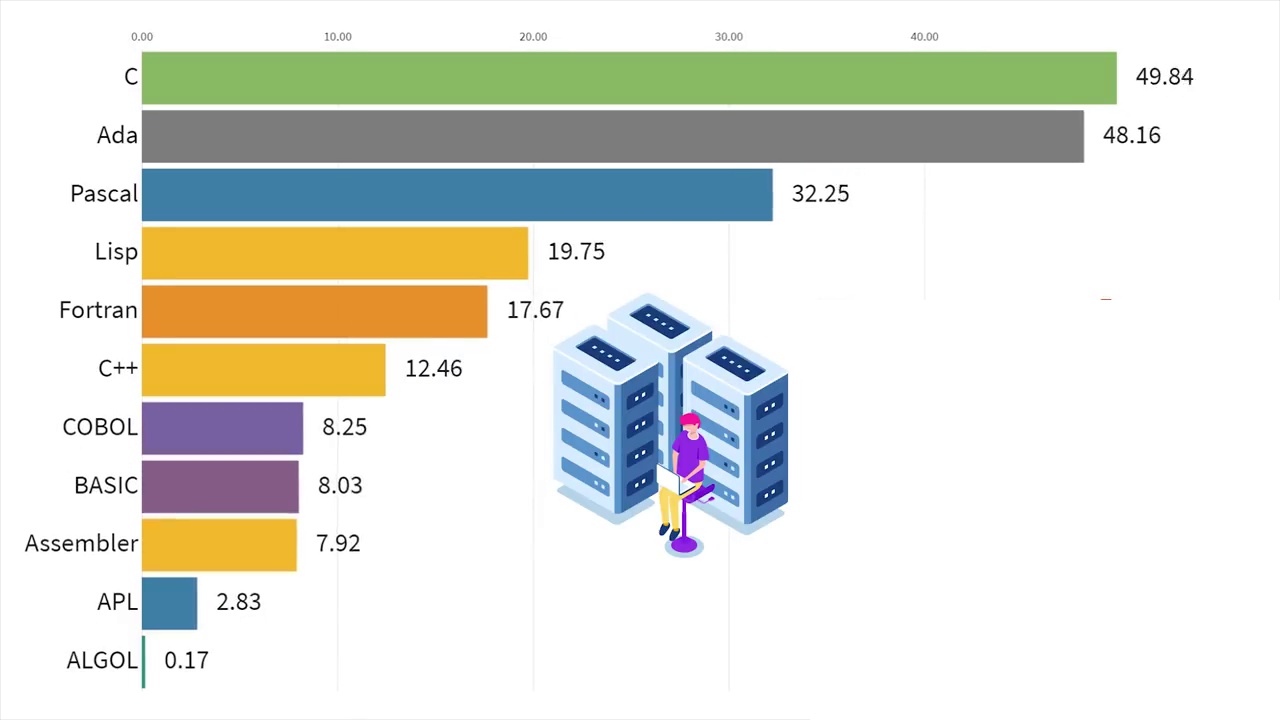 0.00 10.00 20.00 30.00 40.00
C 49.84
Ada 48.16
Pascal 32.25
Lisp 19.75
Fortran 17.67
C++ 12.46
COBOL 8.25
BASIC 8.03
Assembler 7.92
APL 2.83
ALGOL 0.17